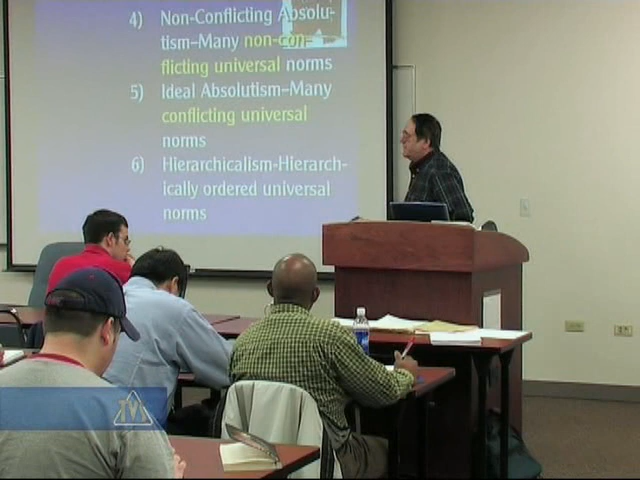 4) Non-Conflicting Absolu-
tism–Many non-con-
flicting universal norms
5) Ideal Absolutism–Many
conflicting universal
norms
6) Hierarchicalism-Hierarch-
ically ordered universal
norms